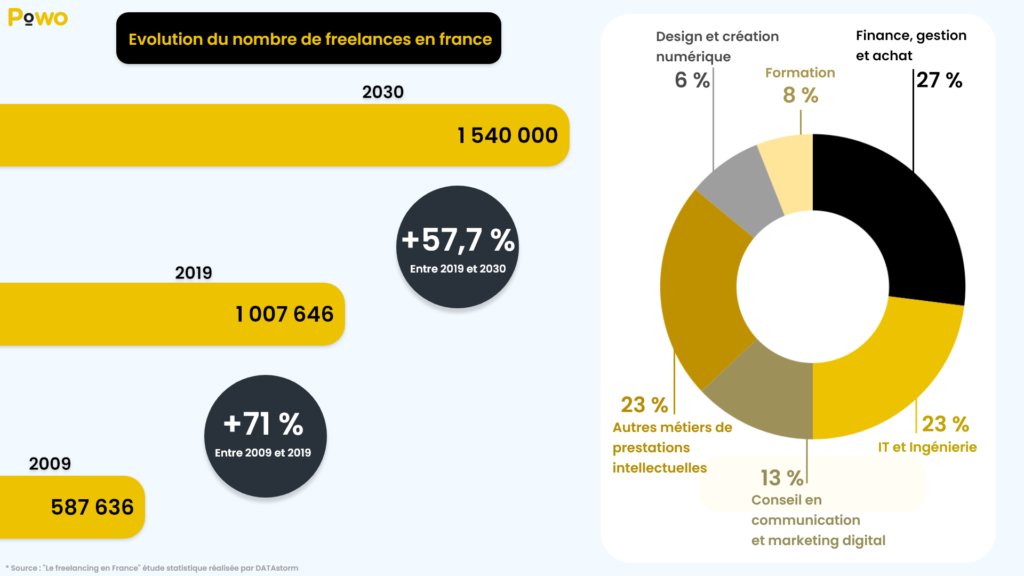 PoWo
Evolution du nombre de freelances en france
2030
1 540 000
+57,7 %
Entre 2019 et 2030
2019
1 007 646
+71 %
Entre 2009 et 2019
2009
587 636
* Source : "Le freelancing en France" étude statistique réalisée par DATAstorm
Design et création
numérique
6 %
Formation
8 %
Finance, gestion
et achat
27 %
23 %
Autres métiers de
prestations
intellectuelles
23 %
IT et Ingénierie
13 %
Conseil en
communication
et marketing digital